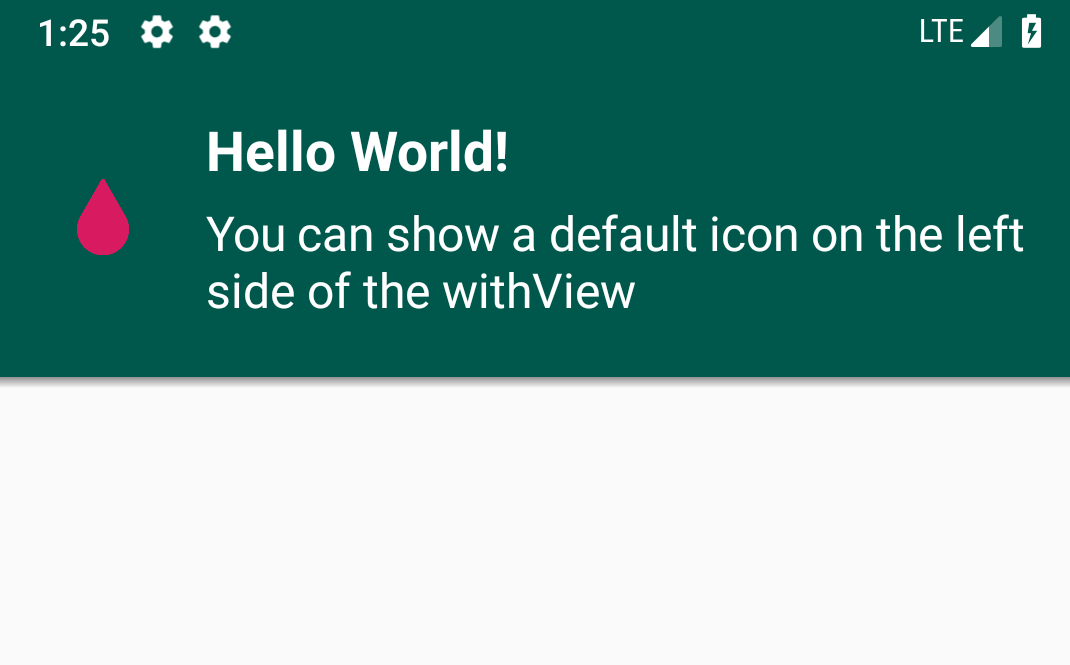 1:25 LTE
Hello World!
You can show a default icon on the left
side of the withView